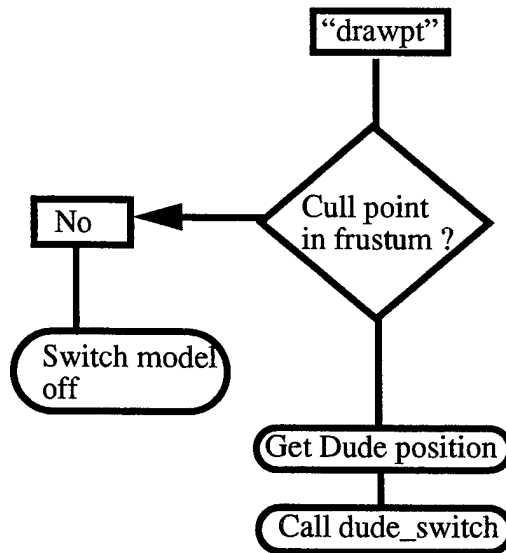 “drawpt”
Cull point
in frustum ?
No
Switch model
off
Get Dude position
Call dude_switch